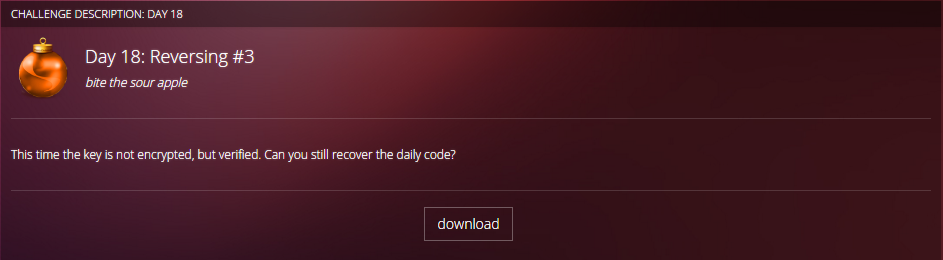 CHALLENGE DESCRIPTION: DAY 18
Day 18: Reversing #3
bite the sour apple
This time the key is not encrypted, but verified. Can you still recover the daily code?
download